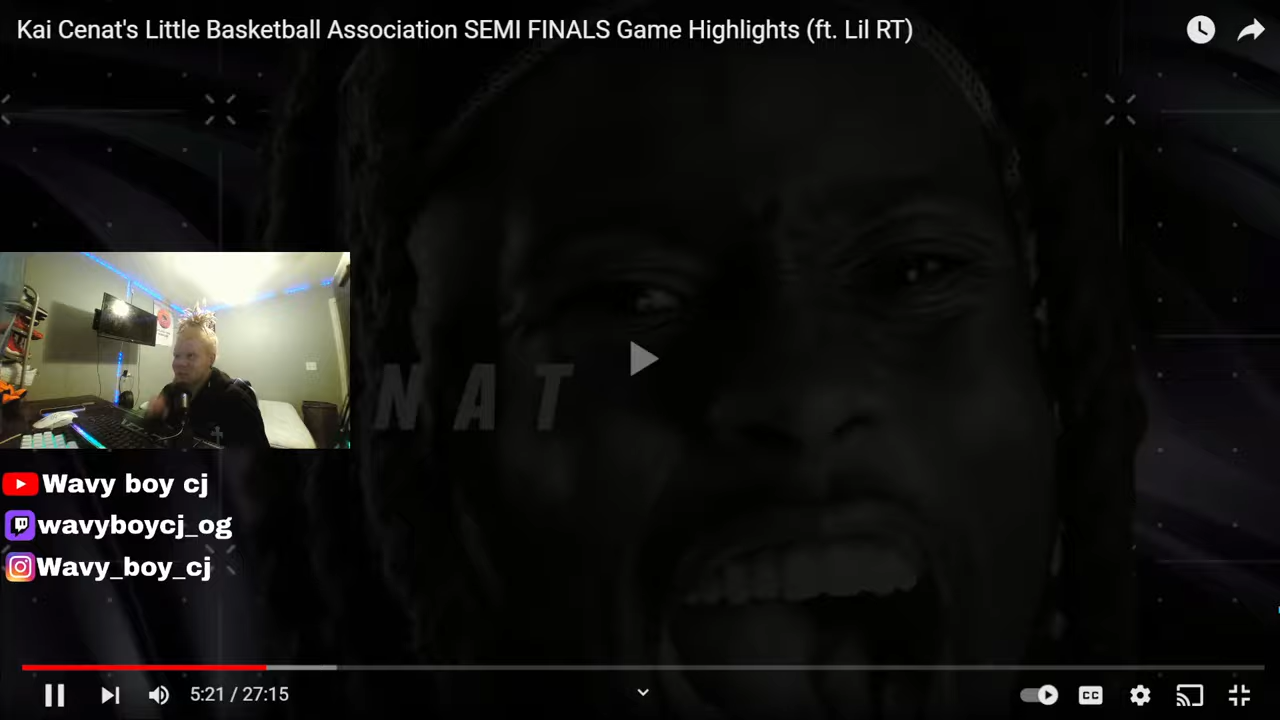 Kai Cenat's Little Basketball Association SEMI FINALS Game Highlights (ft. Lil RT)
NAT
Wavy boy cj
wavyboycj_og
Wavy_boy_cj
5:21 / 27:15
CC